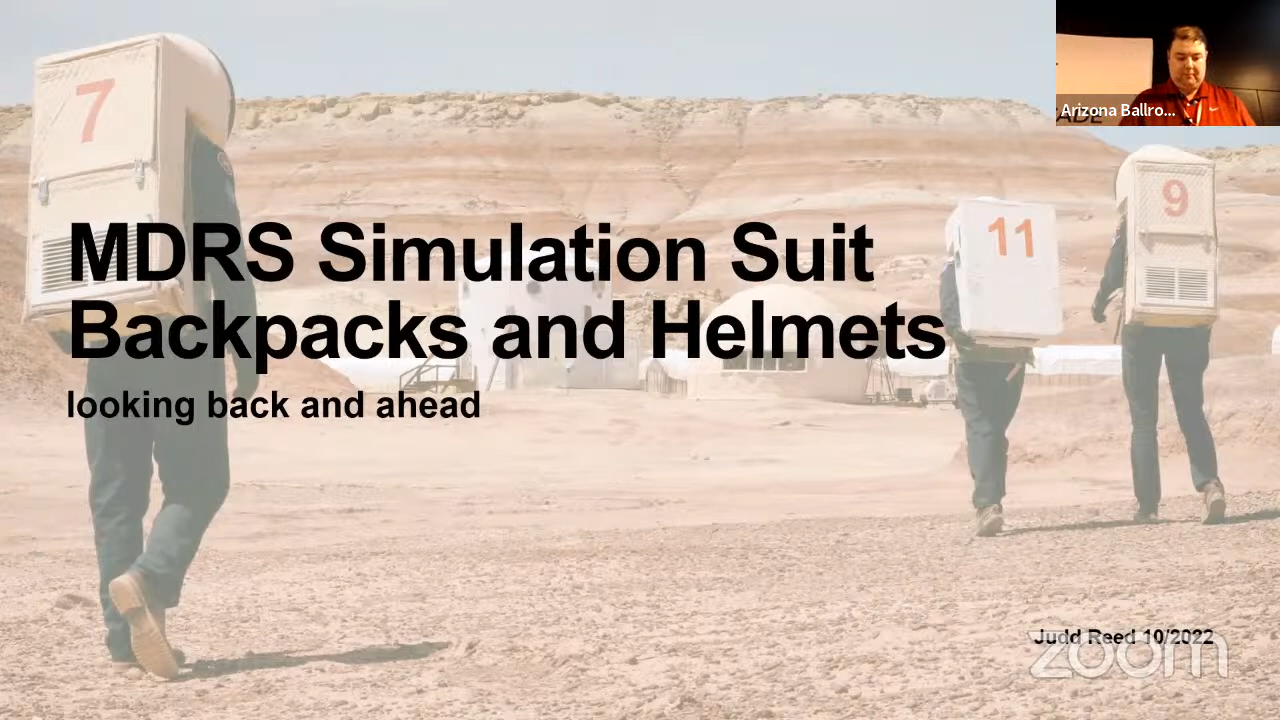 7
Arizona Ballro...
9
11
MDRS Simulation Suit
Backpacks and Helmets
looking back and ahead
Judd Reed 10/2022
zoom